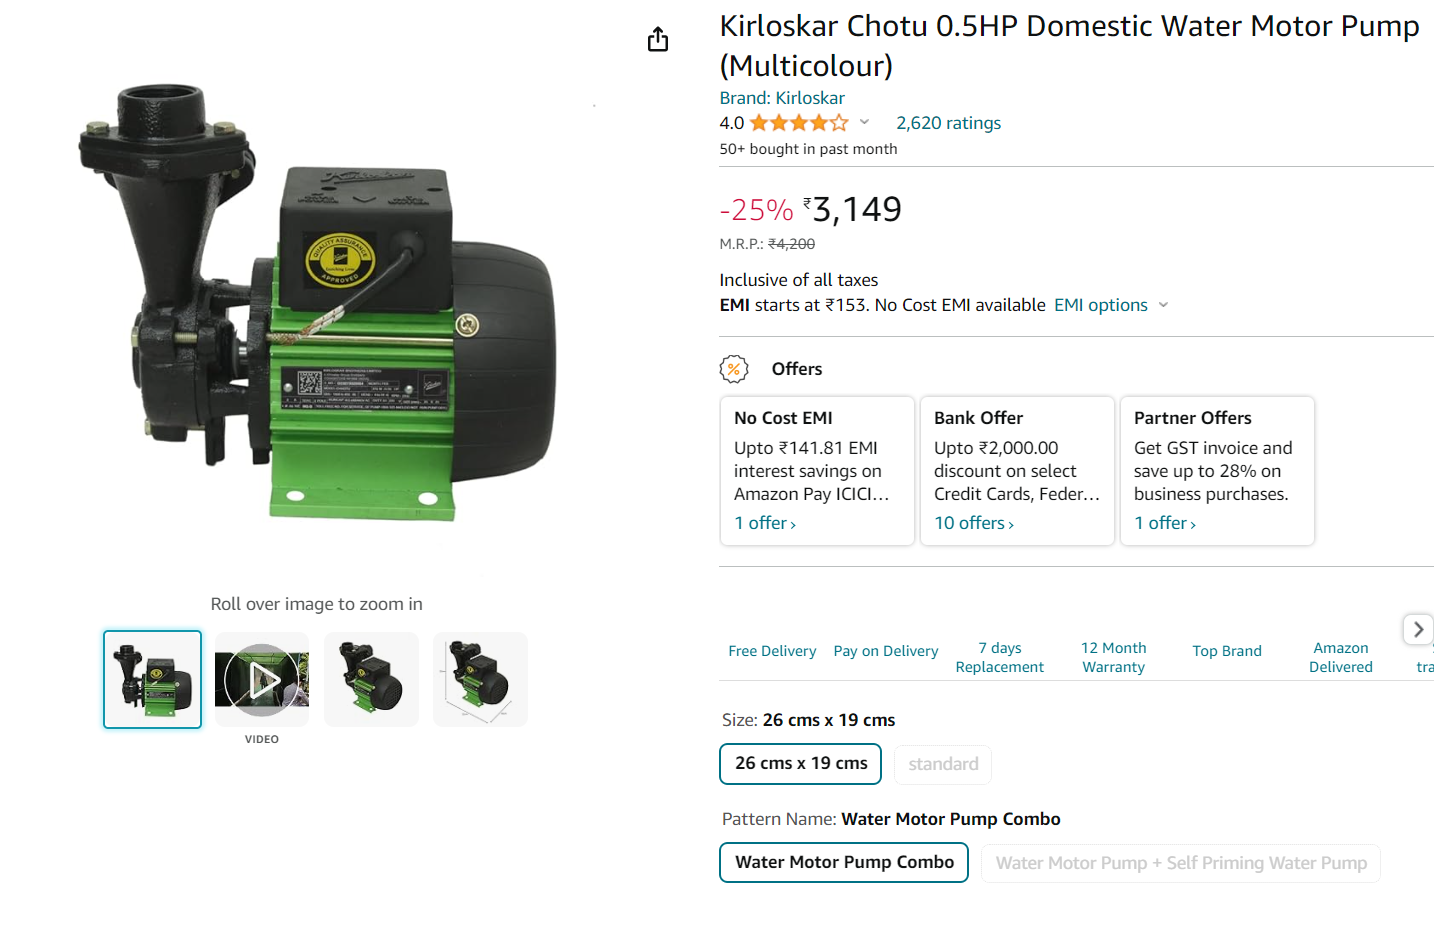 Kirloskar Chotu 0.5HP Domestic Water Motor Pump
(Multicolour)
Brand: Kirloskar
4.0
2,620 ratings
50+ bought in past month
-25% ₹3,149
M.R.P.: ₹4,200
Inclusive of all taxes
EMI starts at ₹153. No Cost EMI available EMI options
Offers
No Cost EMI
Upto ₹141.81 EMI
interest savings on
Amazon Pay ICICI…
1 offer ›
Bank Offer
Upto ₹2,000.00
discount on select
Credit Cards, Feder…
10 offers ›
Partner Offers
Get GST invoice and
save up to 28% on
business purchases.
1 offer ›
Free Delivery
Pay on Delivery
7 days
Replacement
12 Month
Warranty
Top Brand
Amazon
Delivered
Size: 26 cms x 19 cms
26 cms x 19 cms
standard
Pattern Name: Water Motor Pump Combo
Water Motor Pump Combo
Water Motor Pump + Self Priming Water Pump
Kirloskar
QUALITY ASSURANCE
APPROVED
Roll over image to zoom in
VIDEO